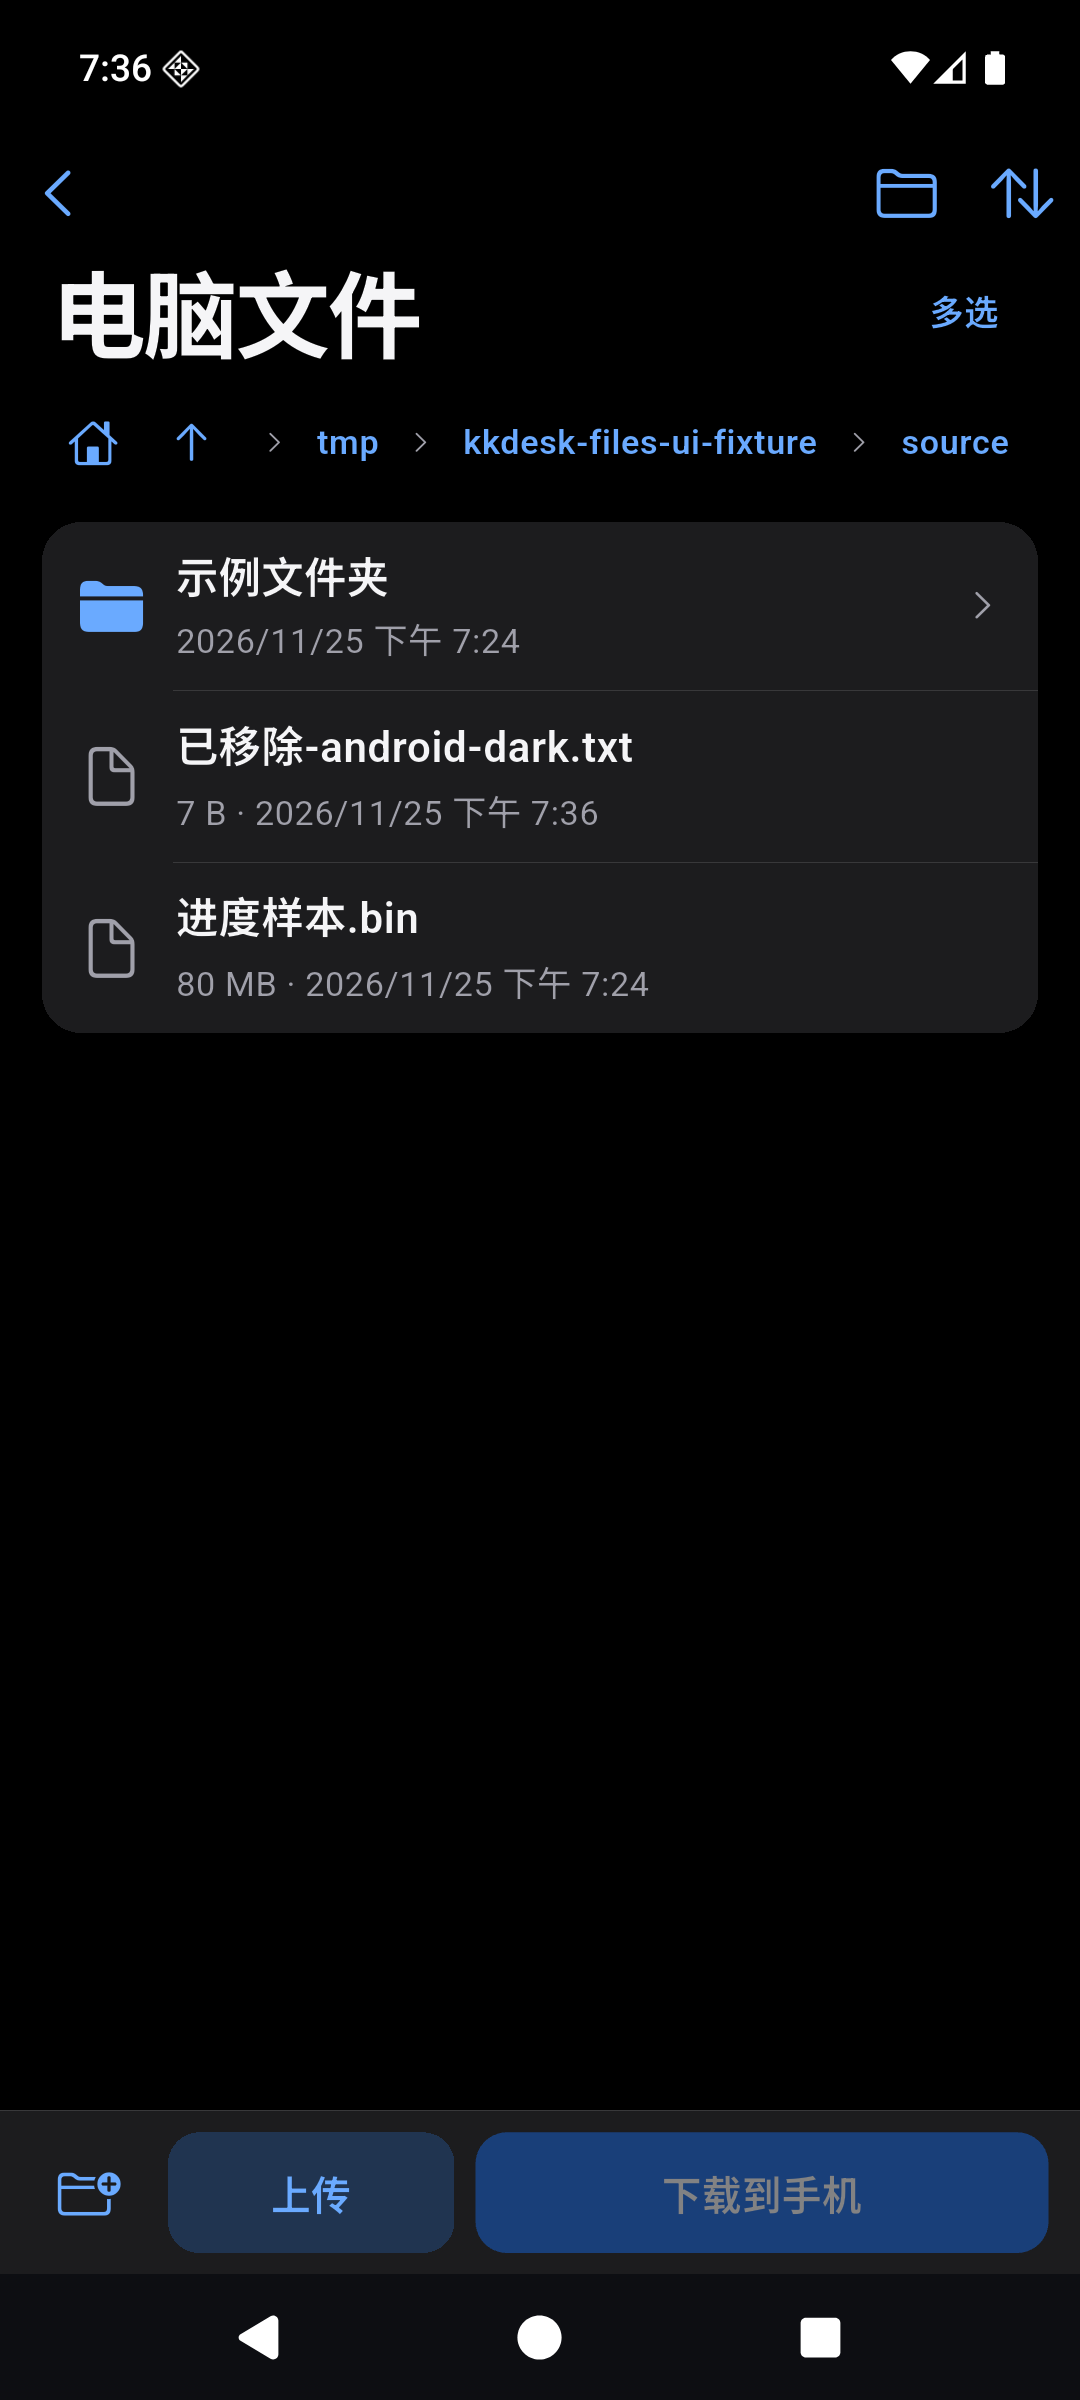 7:36
电脑文件
多选
tmp kkdesk-files-ui-fixture source
示例文件夹
2026/11/25 下午 7:24
已移除-android-dark.txt
7 B · 2026/11/25 下午 7:36
进度样本.bin
80 MB · 2026/11/25 下午 7:24
上传
下载到手机